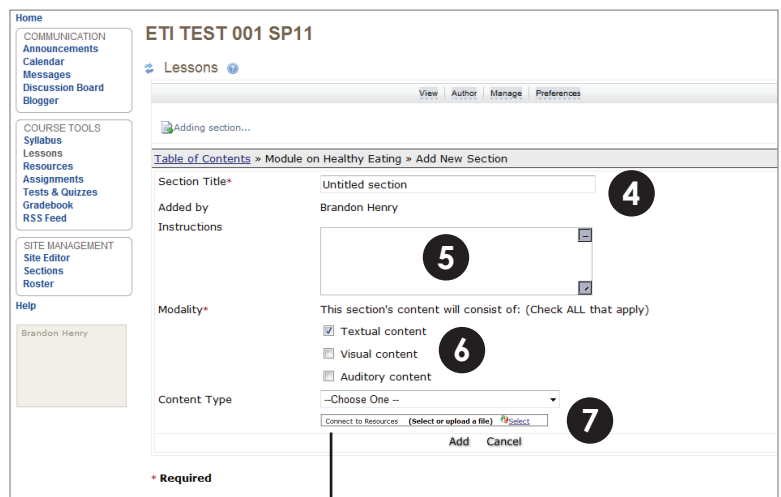 Home
COMMUNICATION
Announcements
Calendar
Messages
Discussion Board
Blogger
COURSE TOOLS
Syllabus
Lessons
Resources
Assignments
Tests & Quizzes
Gradebook
RSS Feed
SITE MANAGEMENT
Site Editor
Sections
Roster
Help
Brandon Henry
ETI TEST 001 SP11
Lessons ?
View Author Manage Preferences
Adding section...
Table of Contents » Module on Healthy Eating » Add New Section
Section Title* Untitled section 4
Added by Brandon Henry
Instructions 5
Modality* This section's content will consist of: (Check ALL that apply)
Textual content
Visual content 6
Auditory content
Content Type --Choose One --
Connect to Resources (Select or upload a file) Select 7
Add Cancel
* Required